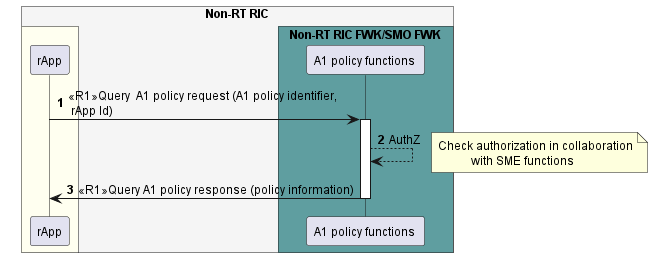 Non-RT RIC
Non-RT RIC FWK/SMO FWK
rApp
A1 policy functions
1 «R1»Query A1 policy request (A1 policy identifier,
rApp Id)
2 AuthZ
Check authorization in collaboration
with SME functions
3 «R1»Query A1 policy response (policy information)
rApp
A1 policy functions